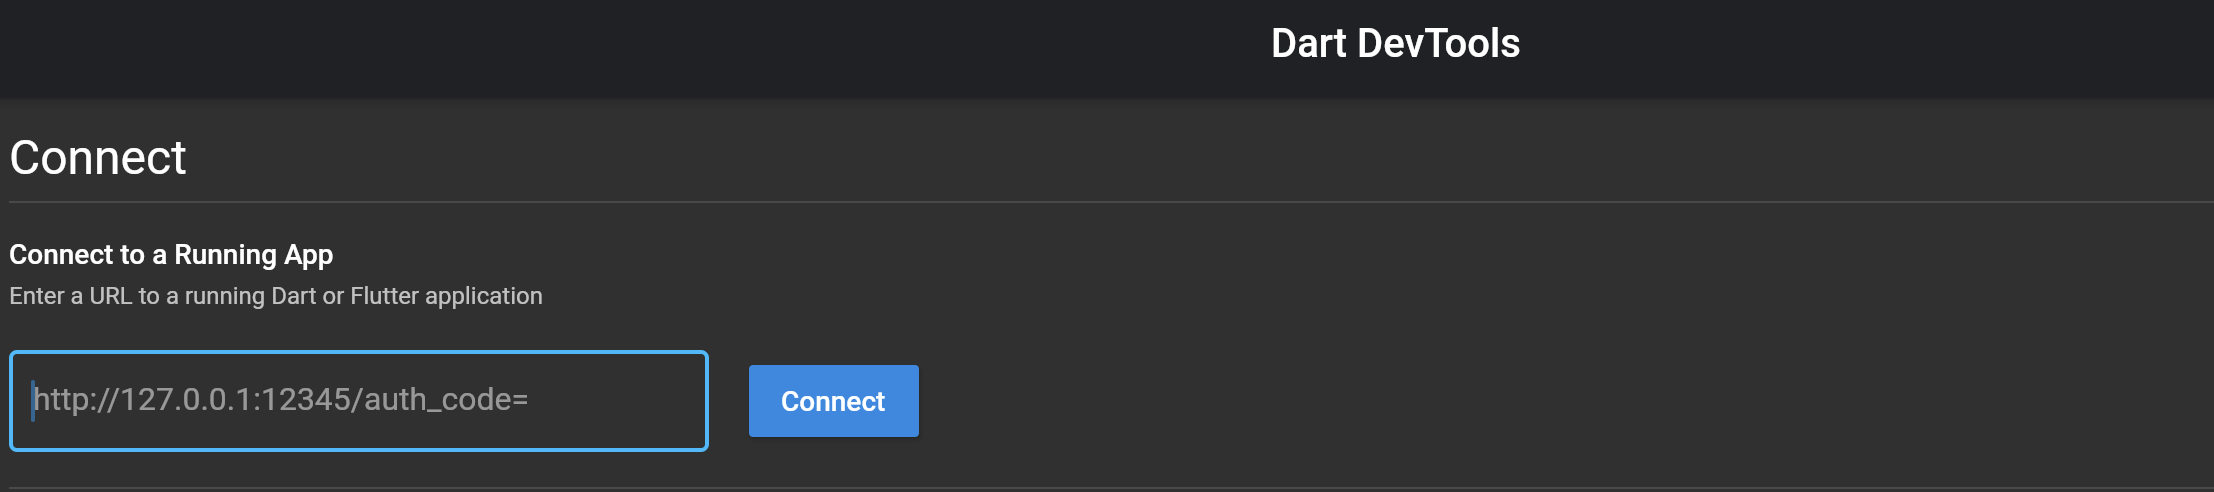 Dart DevTools
Connect
Connect to a Running App
Enter a URL to a running Dart or Flutter application
http://127.0.0.1:12345/auth_code=
Connect